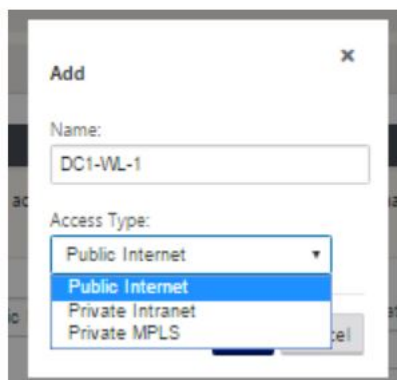 Add
×
Name:
DC1-WL-1
Access Type:
Public Internet
Public Internet
Private Intranet
Private MPLS